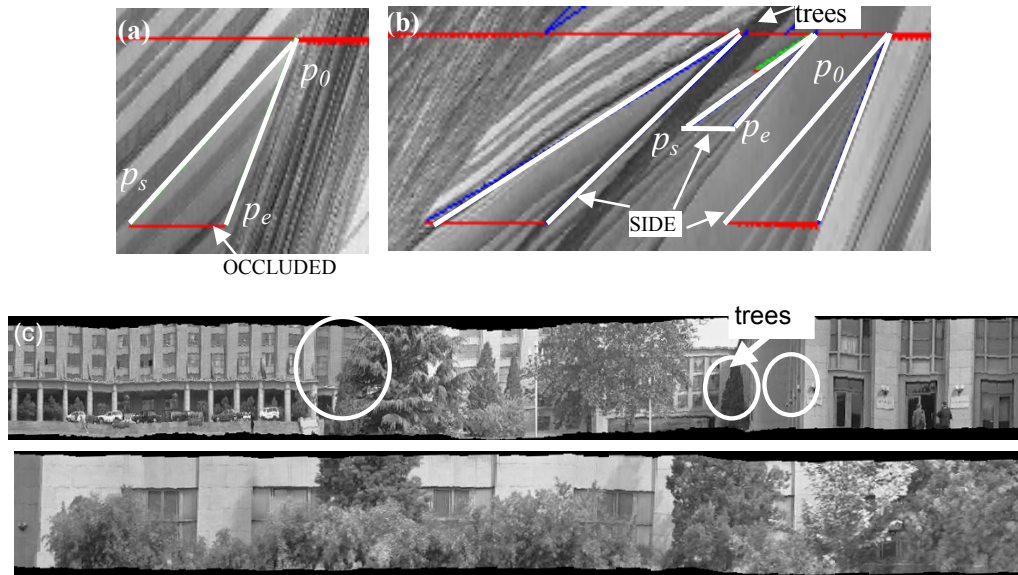 (a)
p0
ps
pe
OCCLUDED
(b)
trees
p0
ps
pe
SIDE
(c)
trees